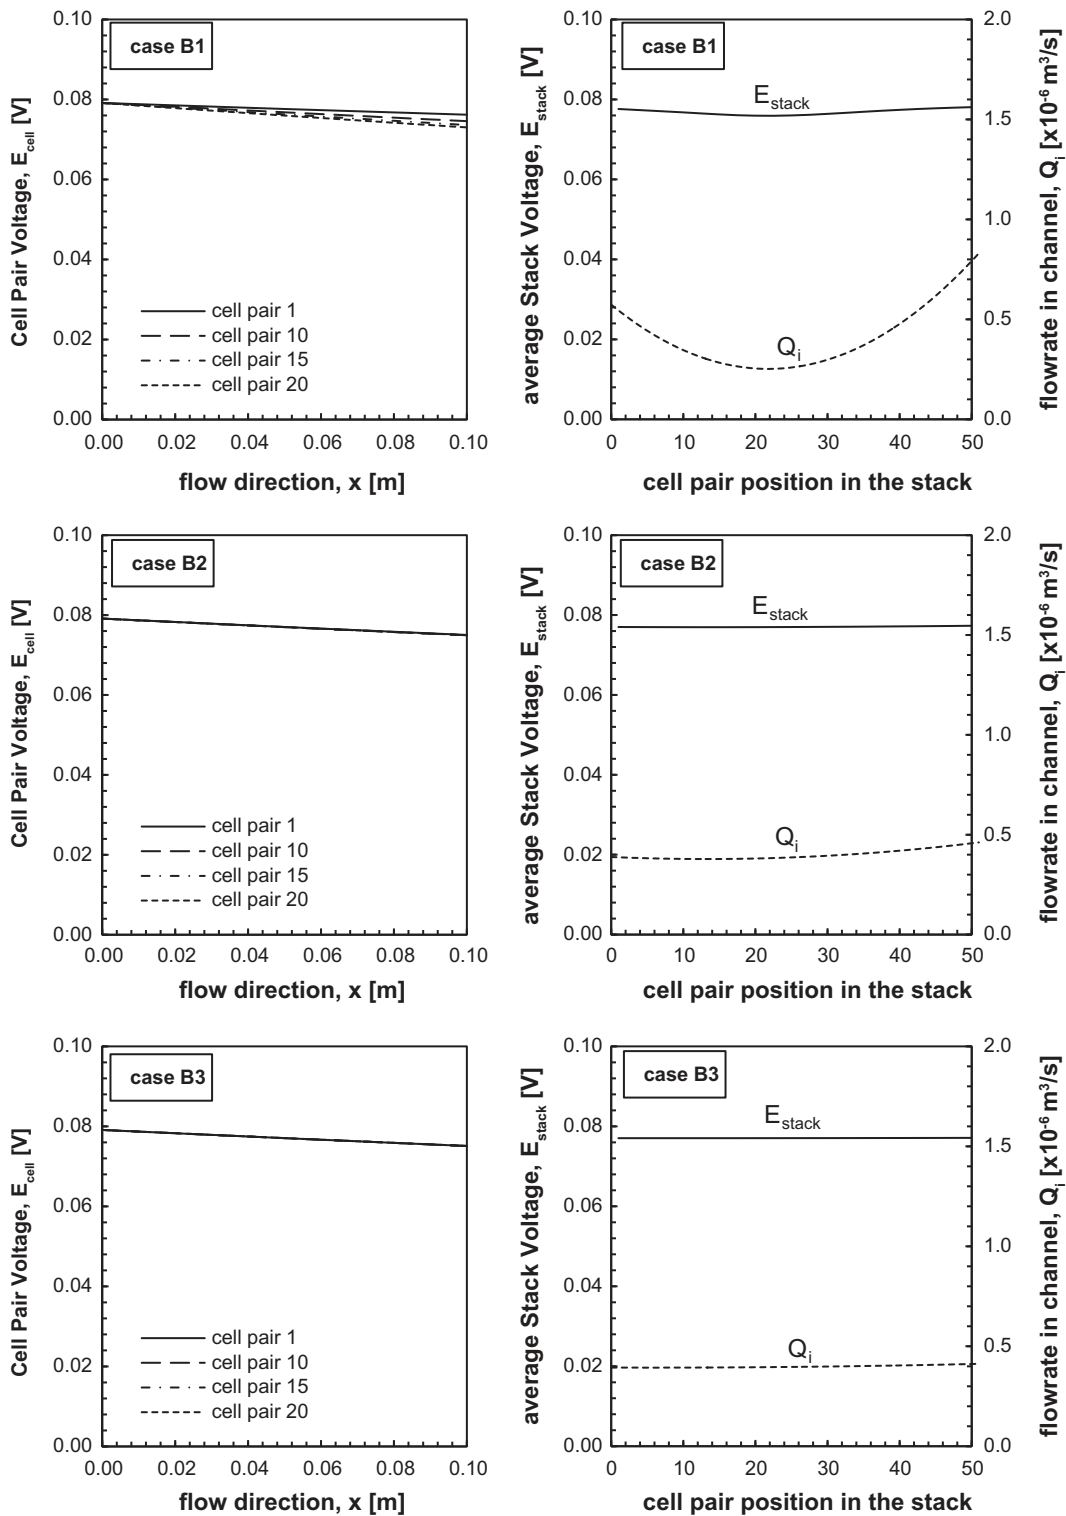 case B1
Cell Pair Voltage, E_cell [V]
0.10
0.08
0.06
0.04
0.02
0.00
cell pair 1
cell pair 10
cell pair 15
cell pair 20
0.00 0.02 0.04 0.06 0.08 0.10
flow direction, x [m]
case B1
average Stack Voltage, E_stack [V]
0.10
0.08
0.06
0.04
0.02
0.00
E_stack
Q_i
2.0
1.5
1.0
0.5
0.0
flowrate in channel, Q_i [x10^-6 m^3/s]
0 10 20 30 40 50
cell pair position in the stack
case B2
Cell Pair Voltage, E_cell [V]
0.10
0.08
0.06
0.04
0.02
0.00
cell pair 1
cell pair 10
cell pair 15
cell pair 20
0.00 0.02 0.04 0.06 0.08 0.10
flow direction, x [m]
case B2
average Stack Voltage, E_stack [V]
0.10
0.08
0.06
0.04
0.02
0.00
E_stack
Q_i
2.0
1.5
1.0
0.5
0.0
flowrate in channel, Q_i [x10^-6 m^3/s]
0 10 20 30 40 50
cell pair position in the stack
case B3
Cell Pair Voltage, E_cell [V]
0.10
0.08
0.06
0.04
0.02
0.00
cell pair 1
cell pair 10
cell pair 15
cell pair 20
0.00 0.02 0.04 0.06 0.08 0.10
flow direction, x [m]
case B3
average Stack Voltage, E_stack [V]
0.10
0.08
0.06
0.04
0.02
0.00
E_stack
Q_i
2.0
1.5
1.0
0.5
0.0
flowrate in channel, Q_i [x10^-6 m^3/s]
0 10 20 30 40 50
cell pair position in the stack